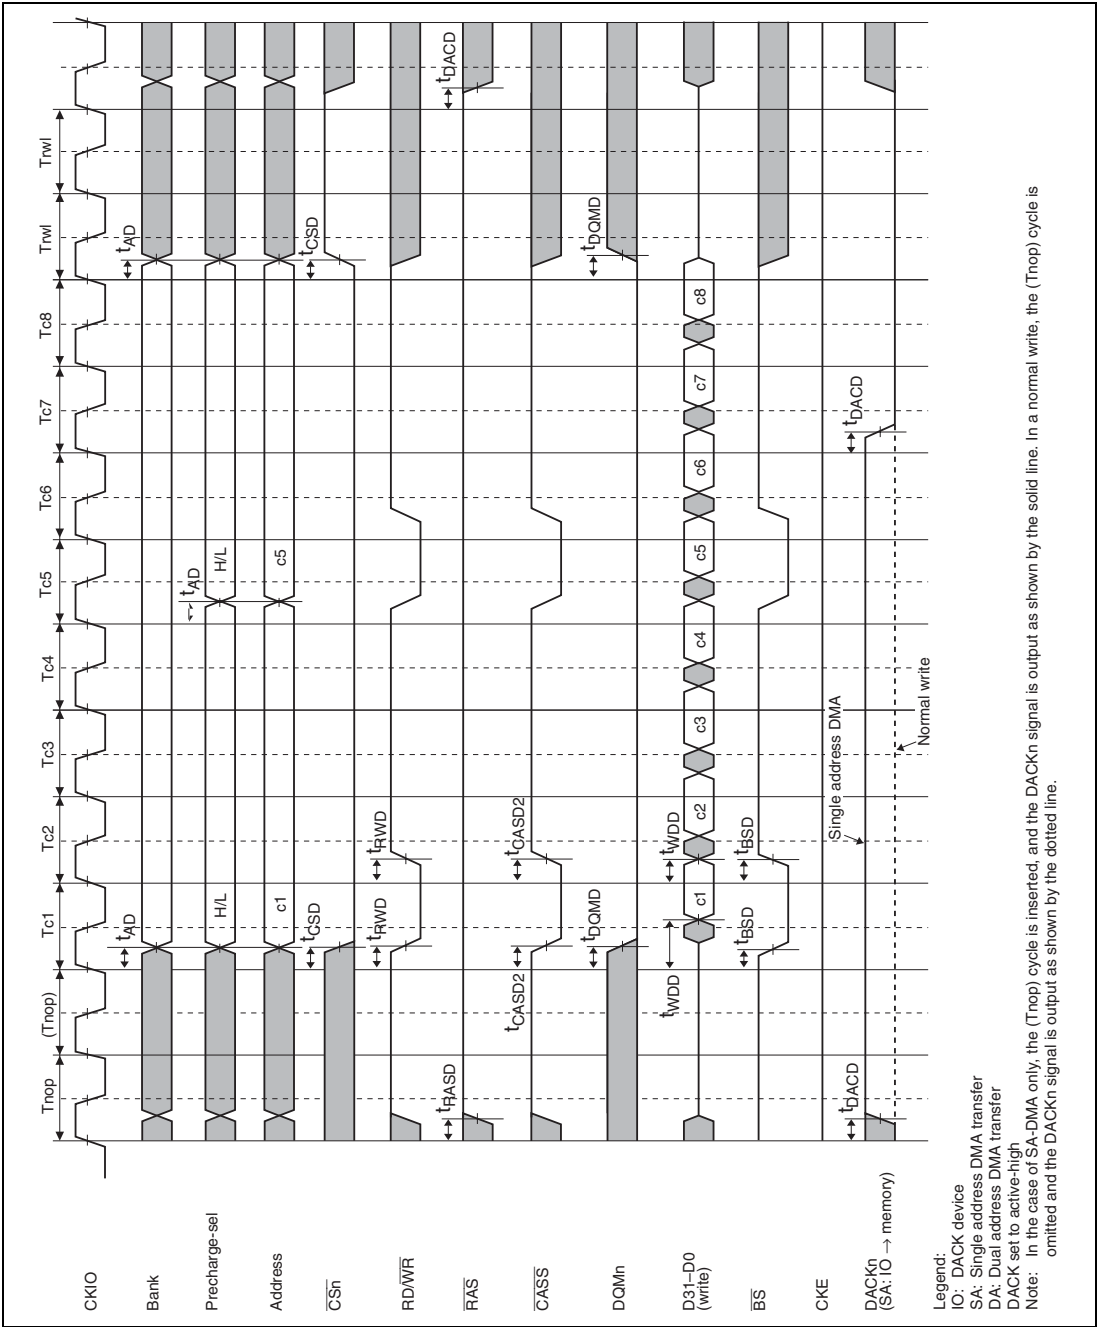 Tnop (Tnop) Tc1 Tc2 Tc3 Tc4 Tc5 Tc6 Tc7 Tc8 Trwl Trwl
CKIO
tAD tAD
Bank
tAD
Precharge-sel H/L H/L
Address c1 c5
tCSD tCSD
CSn
tRWD tRWD
RD/WR
tRASD tDACD
RAS
tCASD2 tCASD2
CASS
tDQMD tDQMD
DQMn
tWDD tWDD
D31–D0
(write)
c1 c2 c3 c4 c5 c6 c7 c8
tBSD tBSD
BS
CKE
Single address DMA
tDACD tDACD
DACKn
(SA: IO → memory)
Normal write
Legend:
IO: DACK device
SA: Single address DMA transfer
DA: Dual address DMA transfer
DACK set to active-high
Note: In the case of SA-DMA only, the (Tnop) cycle is inserted, and the DACKn signal is output as shown by the solid line. In a normal write, the (Tnop) cycle is
omitted and the DACKn signal is output as shown by the dotted line.